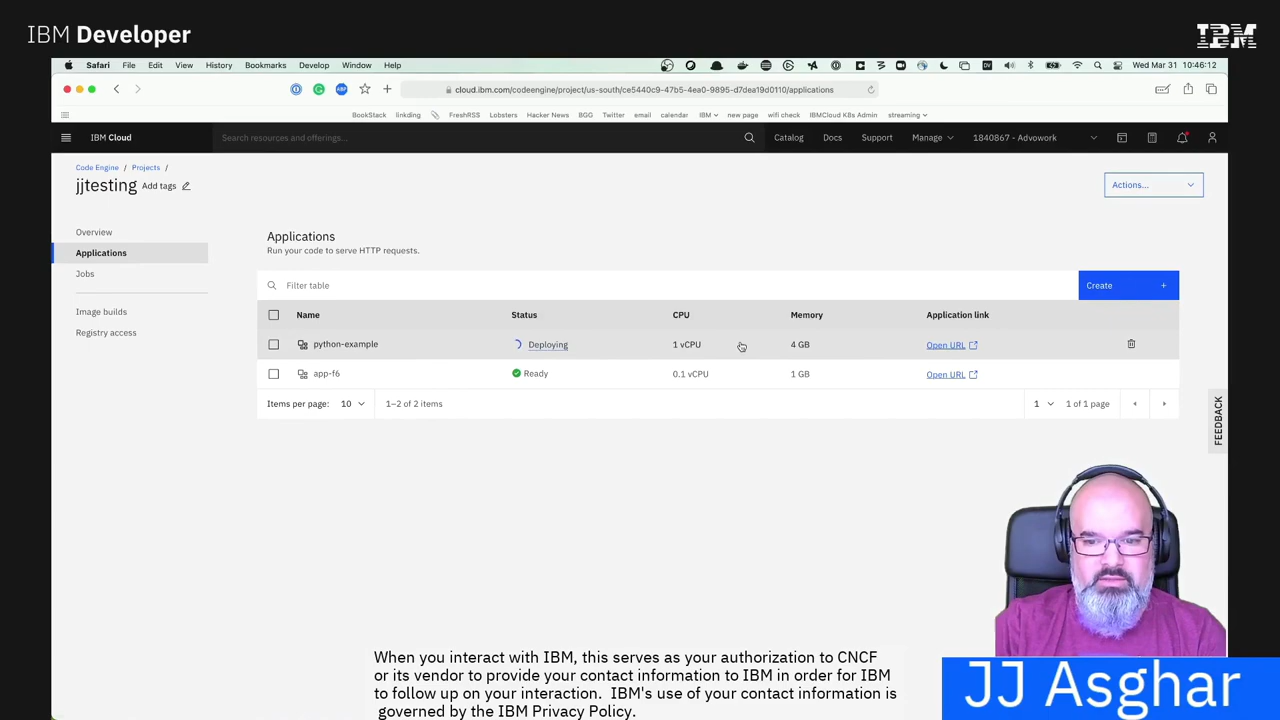 IBM Developer
IBM
Safari File Edit View History Bookmarks Develop Window Help Wed Mar 31 10:46:12
cloud.ibm.com/codeengine/project/us-south/ce5440c9-47b5-4ea0-9895-d7dea19d0110/applications
BookStack linkding FreshRSS Lobsters Hacker News BGG Twitter email calendar IBM new page wifi check IBMCloud K8s Admin streaming
IBM Cloud Search resources and offerings... Catalog Docs Support Manage 1840867 - Advowork
Code Engine / Projects /
jjtesting Add tags Actions...
Overview
Applications
Jobs
Image builds
Registry access
Applications
Run your code to serve HTTP requests.
Filter table Create +
Name Status CPU Memory Application link
python-example Deploying 1 vCPU 4 GB Open URL
app-f6 Ready 0.1 vCPU 1 GB Open URL
Items per page: 10 1–2 of 2 items 1 1 of 1 page
FEEDBACK
When you interact with IBM, this serves as your authorization to CNCF
or its vendor to provide your contact information to IBM in order for IBM
to follow up on your interaction. IBM's use of your contact information is
governed by the IBM Privacy Policy.
JJ Asghar